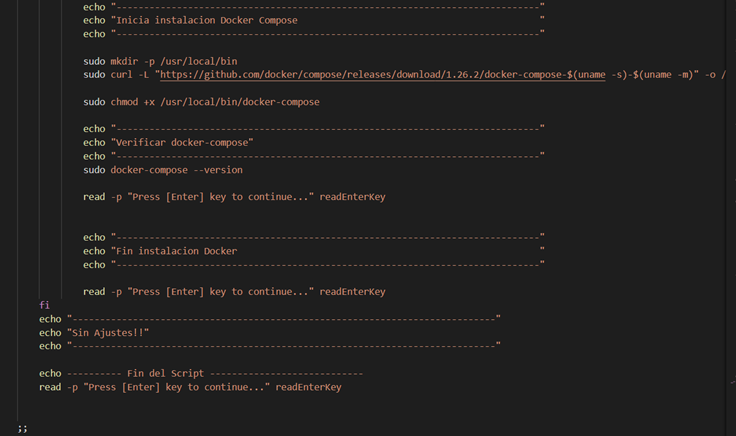 echo "-----------------------------------------------------------------------------"
echo "Inicia instalacion Docker Compose                                            "
echo "-----------------------------------------------------------------------------"
sudo mkdir -p /usr/local/bin
sudo curl -L "https://github.com/docker/compose/releases/download/1.26.2/docker-compose-$(uname -s)-$(uname -m)" -o /
sudo chmod +x /usr/local/bin/docker-compose
echo "-----------------------------------------------------------------------------"
echo "Verificar docker-compose"
echo "-----------------------------------------------------------------------------"
sudo docker-compose --version
read -p "Press [Enter] key to continue..." readEnterKey
echo "-----------------------------------------------------------------------------"
echo "Fin instalacion Docker                                                       "
echo "-----------------------------------------------------------------------------"
read -p "Press [Enter] key to continue..." readEnterKey
fi
echo "-----------------------------------------------------------------------------"
echo "Sin Ajustes!!"
echo "-----------------------------------------------------------------------------"
echo ---------- Fin del Script ----------------------------
read -p "Press [Enter] key to continue..." readEnterKey
;;